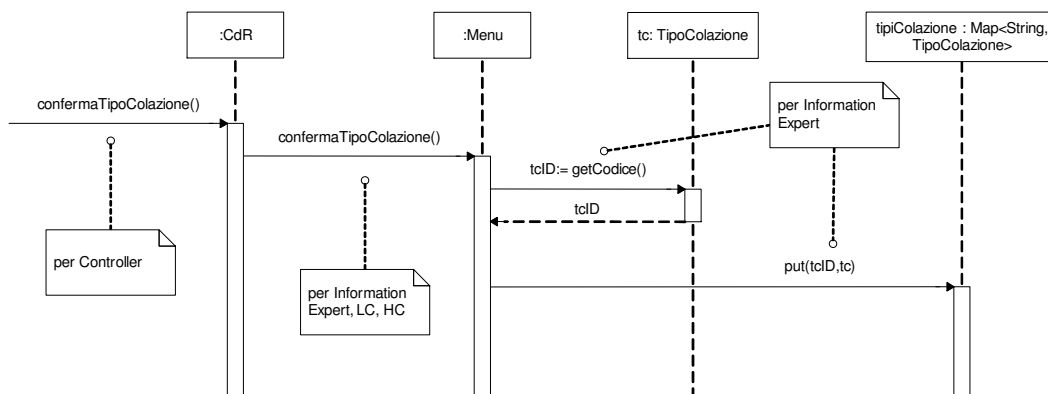 :CdR
:Menu
tc: TipoColazione
tipiColazione : Map<String,
TipoColazione>
confermaTipoColazione()
per Information
Expert
confermaTipoColazione()
tcID:= getCodice()
tcID
per Controller
put(tcID,tc)
per Information
Expert, LC, HC